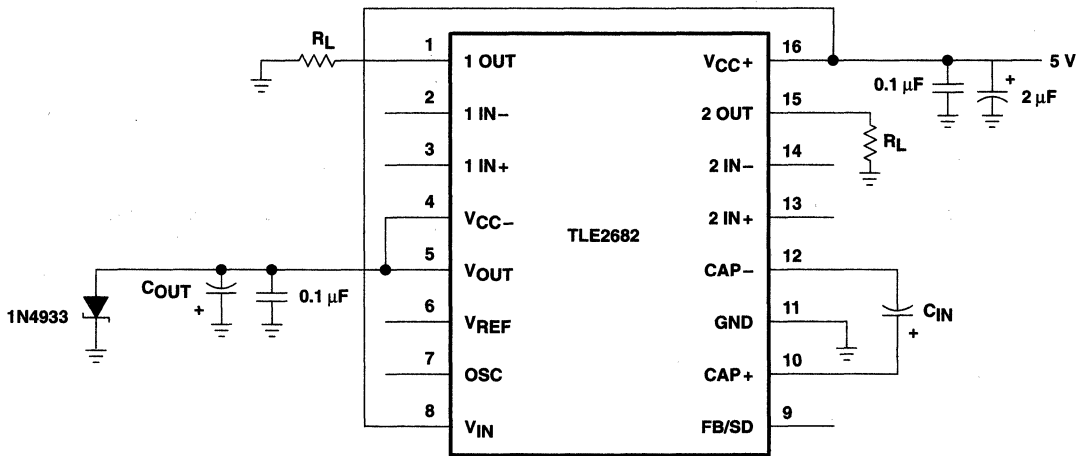 RL
1
1 OUT
VCC+
16
5 V
0.1 μF
+
2 μF
2
1 IN−
2 OUT
15
RL
3
1 IN+
2 IN−
14
4
VCC−
2 IN+
13
TLE2682
5
VOUT
CAP−
12
COUT
+
0.1 μF
1N4933
6
VREF
GND
11
CIN
+
7
OSC
CAP+
10
8
VIN
FB/SD
9